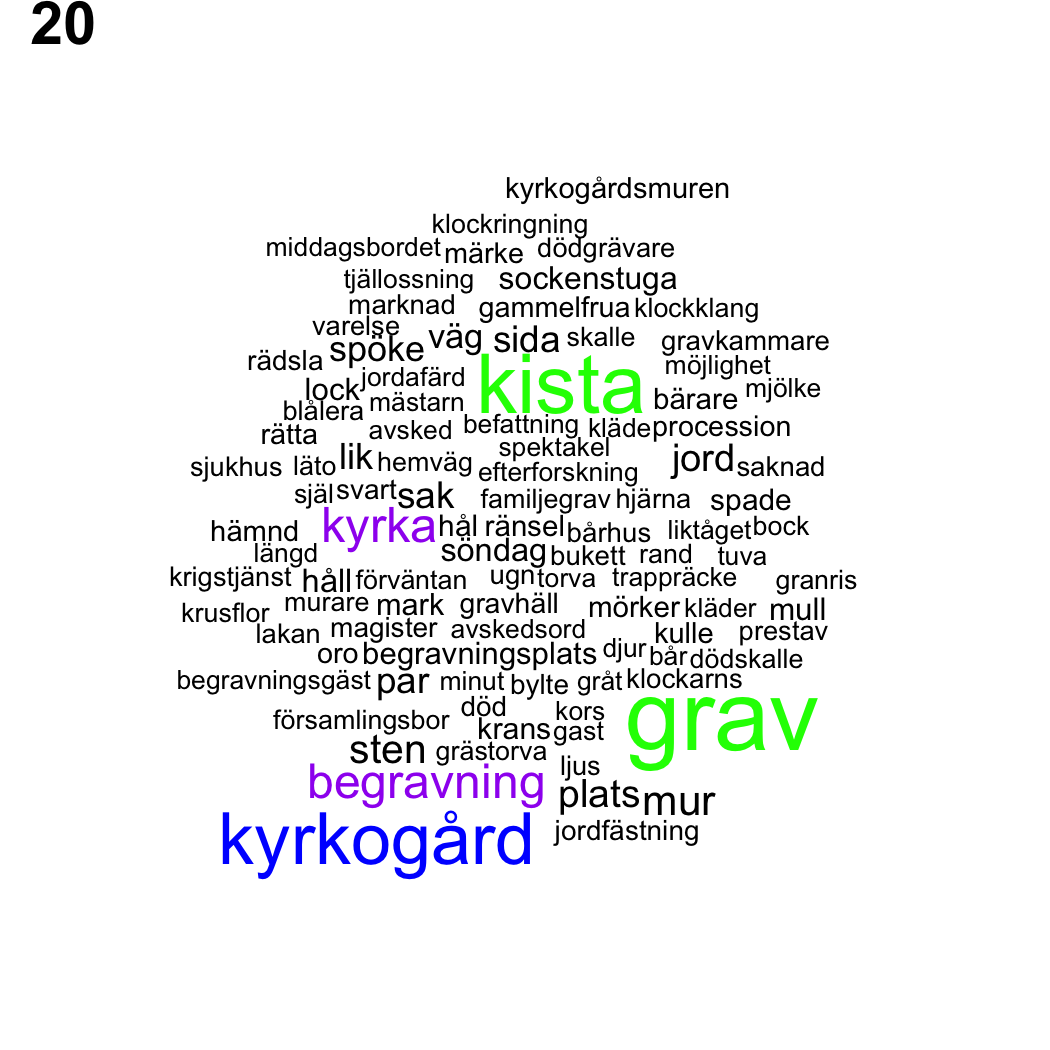 20
kyrkogårdsmuren
klockringning
middagsbordet märke dödgrävare
tjällossning sockenstuga
marknad gammelfrua klockklang
varelse väg sida skalle gravkammare
rädsla spöke möjlighet
lock jordafärd kista bärare mjölke
blålera mästarn
rätta avsked befattning kläde procession
sjukhus läto lik hemväg spektakel jord saknad
efterforskning
själ svart sak familjegrav hjärna spade
hämnd kyrka hål ränsel bårhus liktåget bock
längd söndag bukett rand tuva
krigstjänst håll förväntan ugn torva trappräcke granris
krusflor murare mark gravhäll mörker kläder mull
lakan magister avskedsord kulle prestav
oro begravningsplats djur bår dödskalle
begravningsgäst par minut bylte gråt klockarns
församlingsbor död kors grav
krans gast
sten grästorva
begravning ljus
plats mur
kyrkogård jordfästning